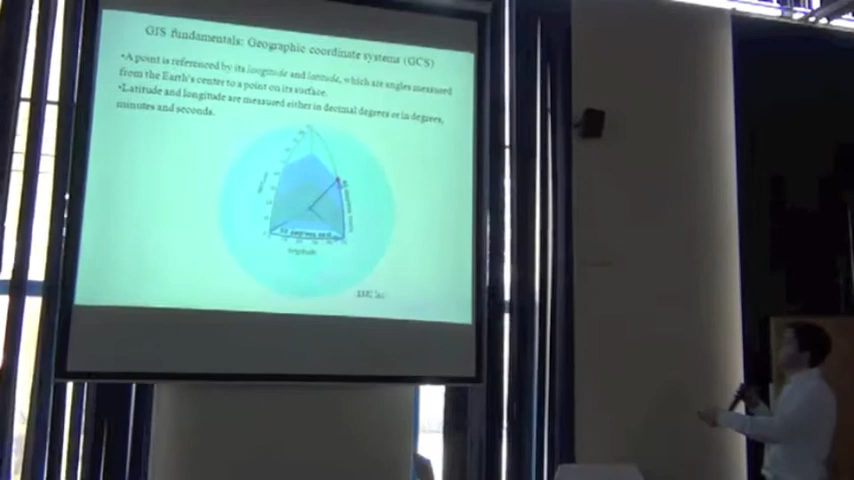 GIS fundamentals: Geographic coordinate systems (GCS)
•A point is referenced by its longitude and latitude, which are angles measured
from the Earth's center to a point on its surface.
•Latitude and longitude are measured either in decimal degrees or in degrees,
minutes and seconds.
longitude